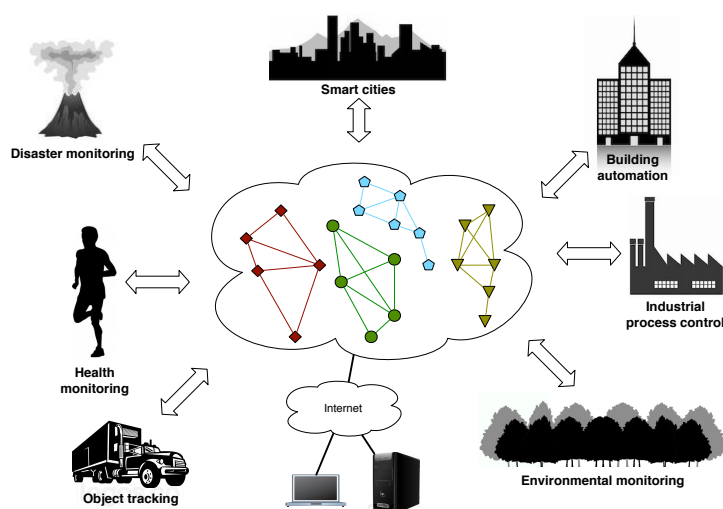 Smart cities
Disaster monitoring
Building
automation
Industrial
process control
Health
monitoring
Internet
Object tracking
Environmental monitoring